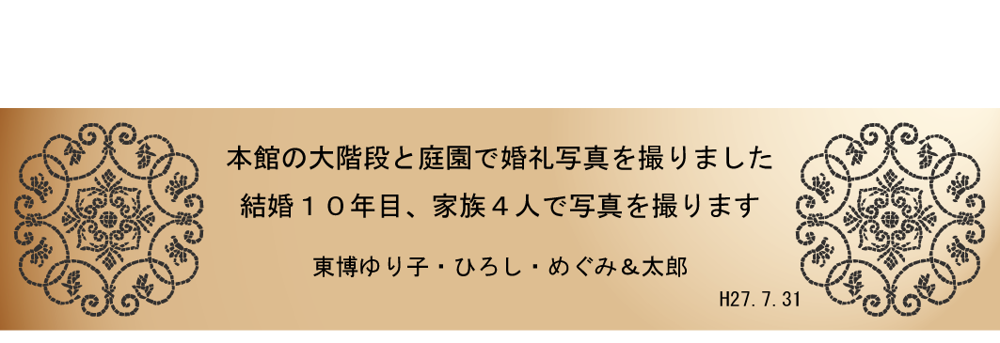 本館の大階段と庭園で婚礼写真を撮りました
結婚１０年目、家族４人で写真を撮ります
東博ゆり子・ひろし・めぐみ＆太郎
H27.7.31